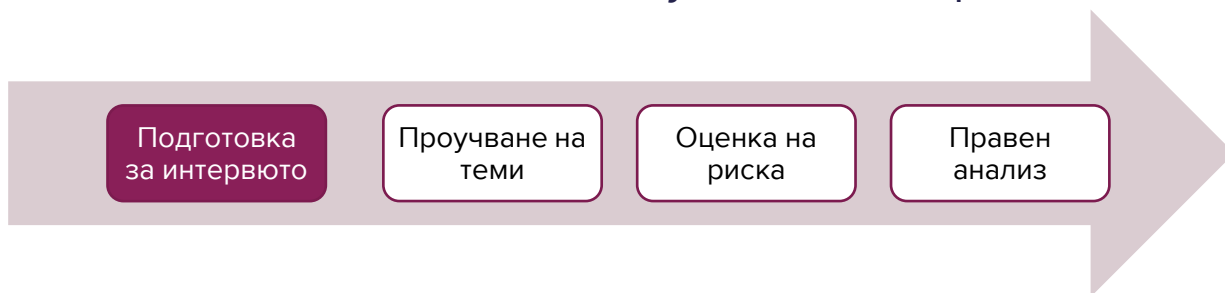 Подготовка
за интервюто
Проучване на
теми
Оценка на
риска
Правен
анализ